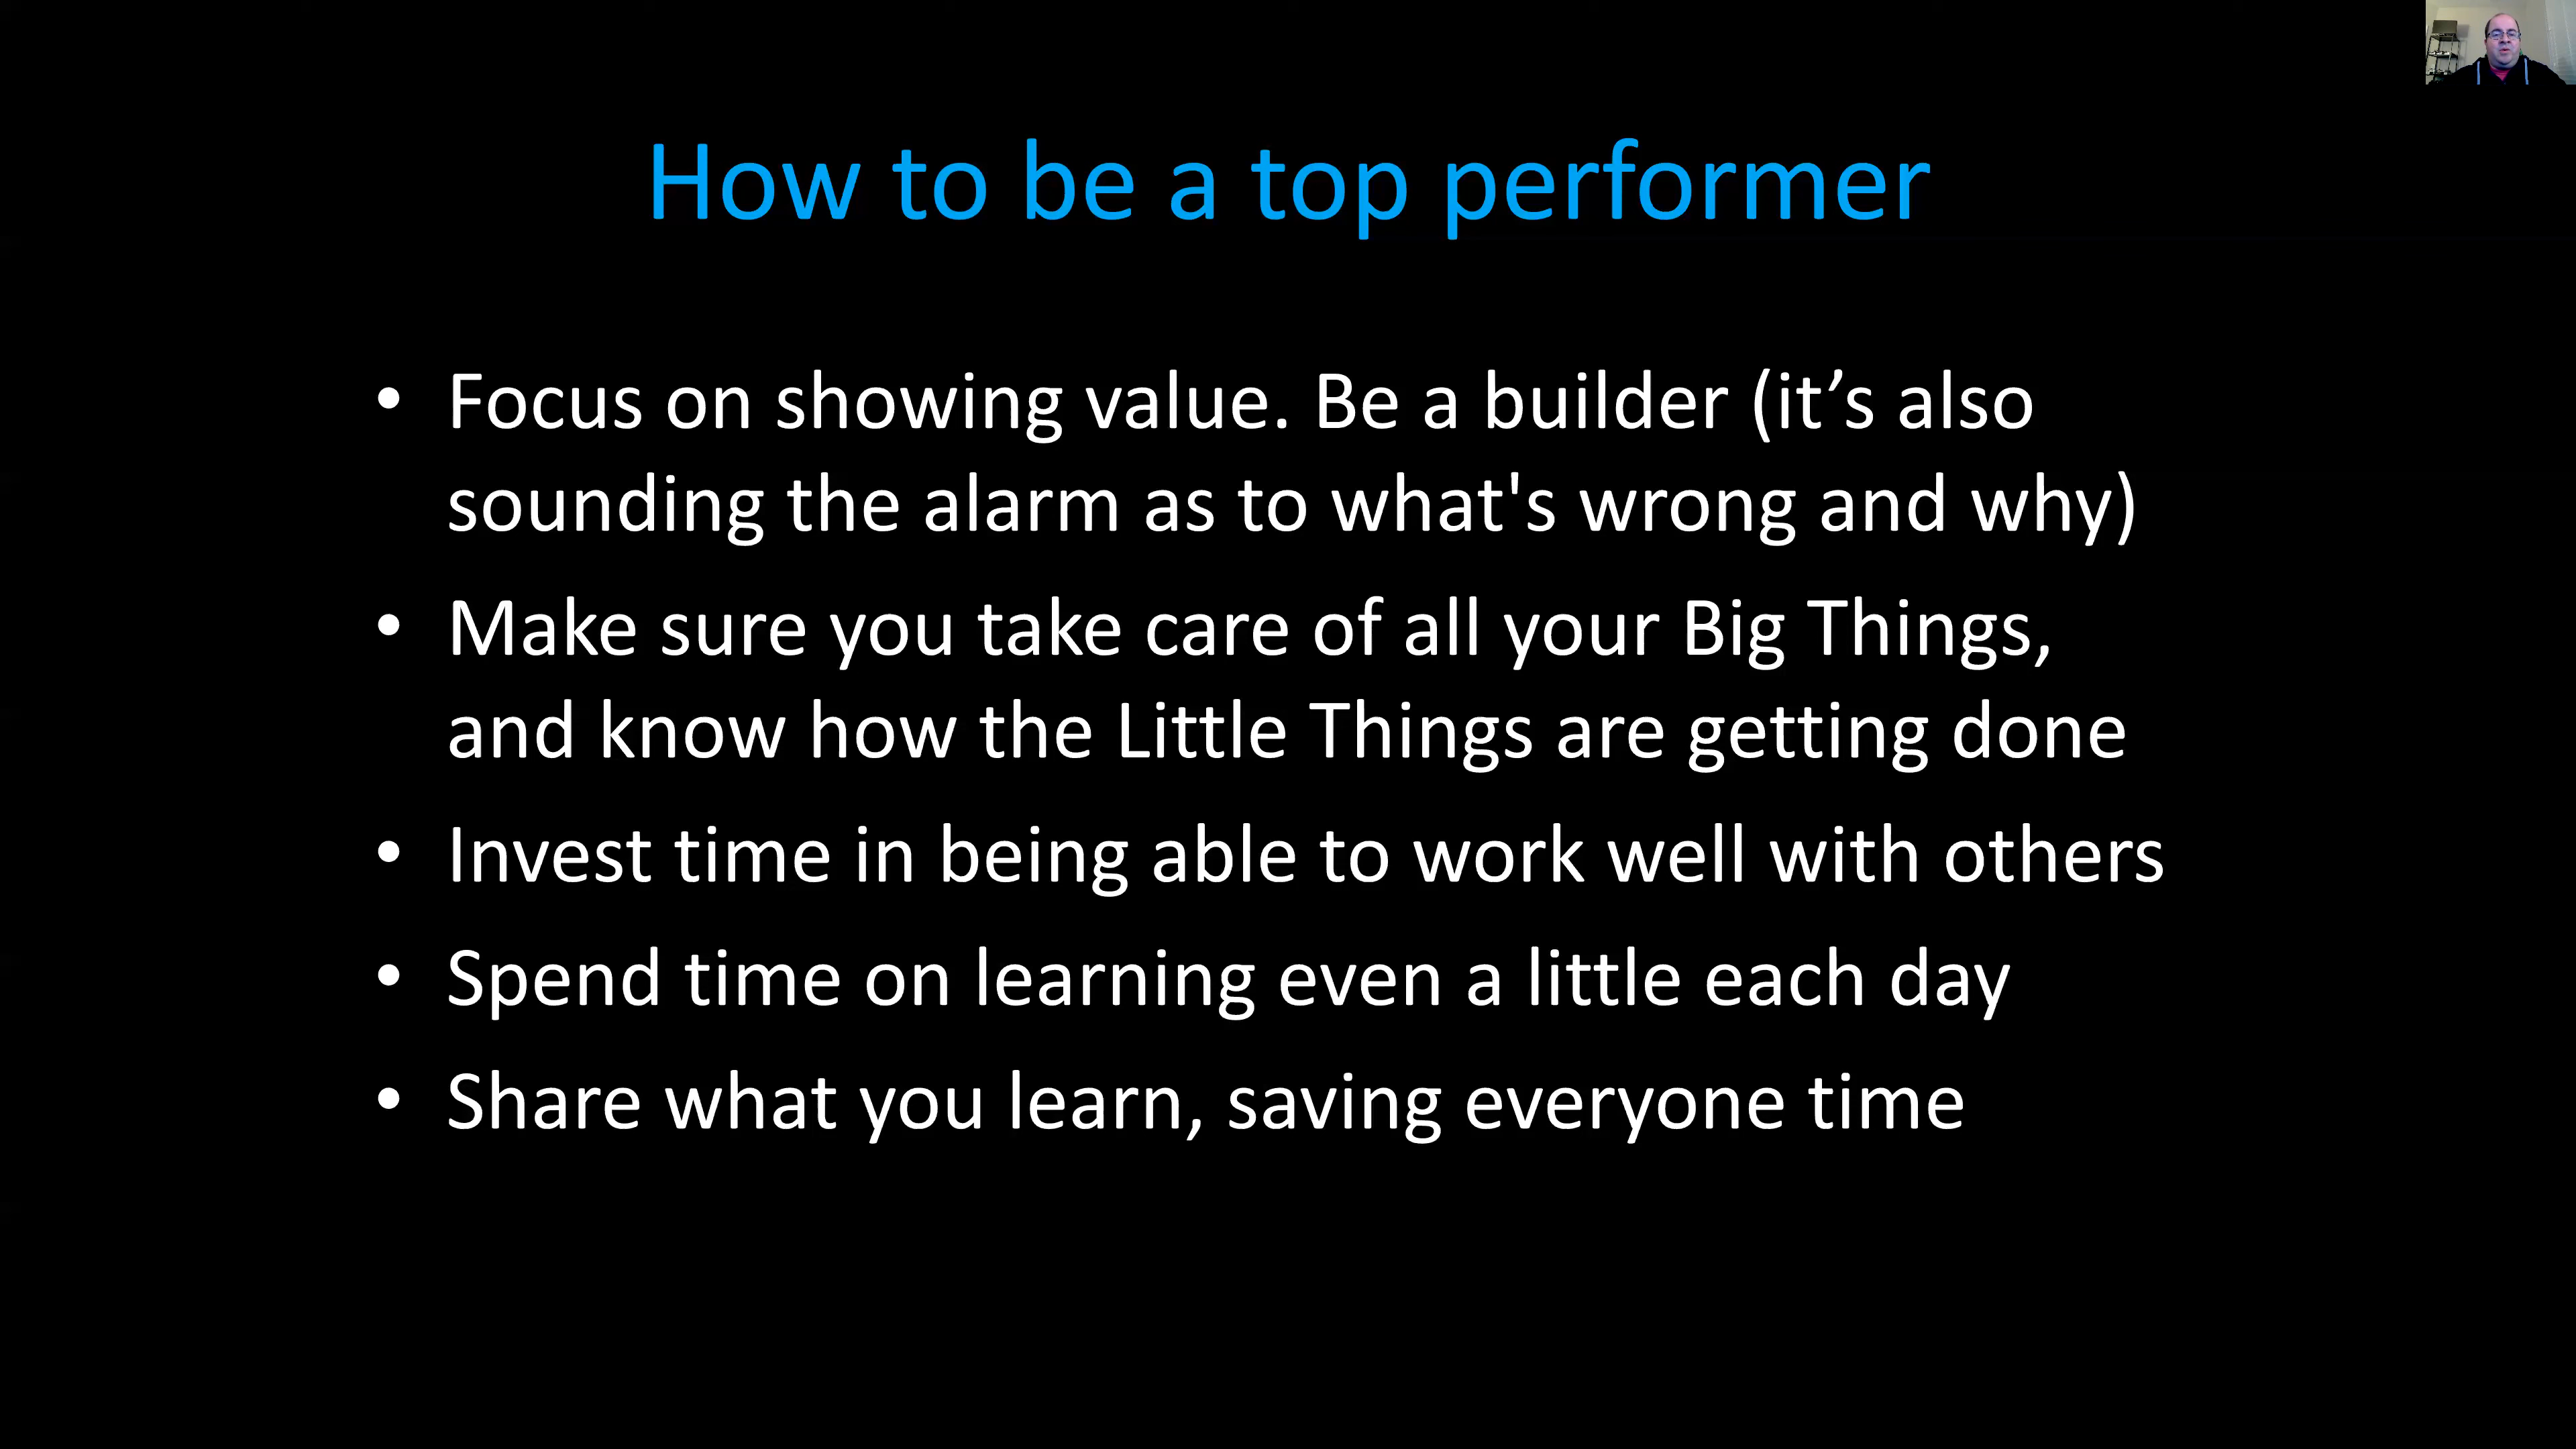 How to be a top performer
• Focus on showing value. Be a builder (it’s also
sounding the alarm as to what's wrong and why)
• Make sure you take care of all your Big Things,
and know how the Little Things are getting done
• Invest time in being able to work well with others
• Spend time on learning even a little each day
• Share what you learn, saving everyone time